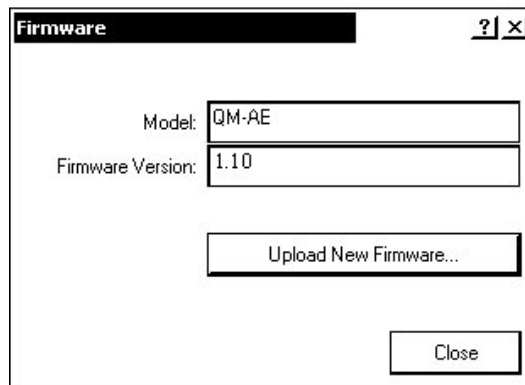 Firmware
Model: QM-AE
Firmware Version: 1.10
Upload New Firmware...
Close